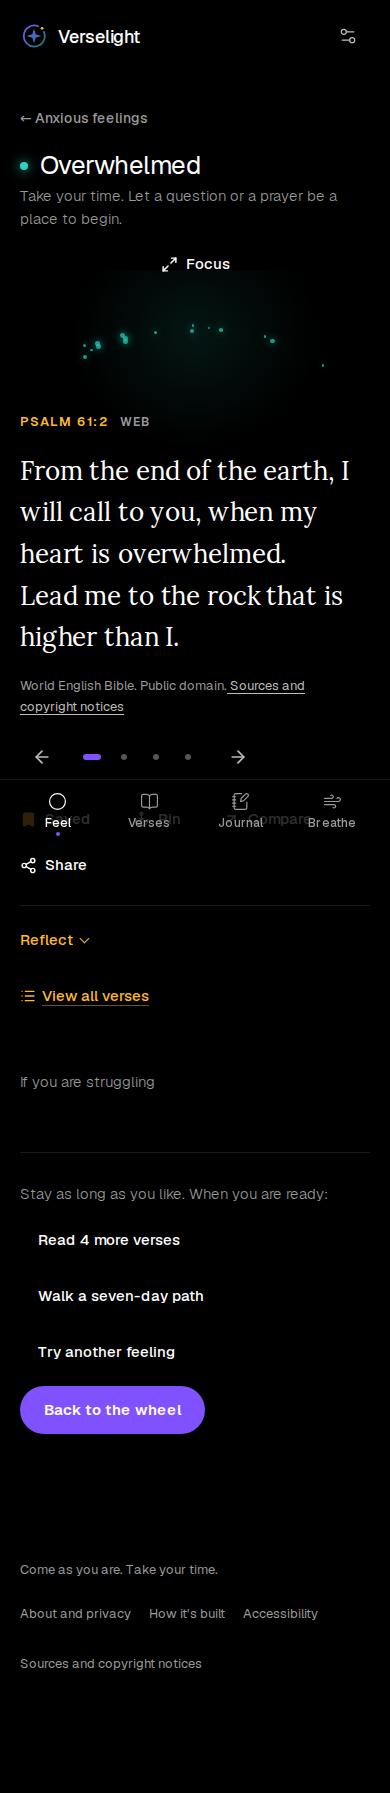 Verselight
← Anxious feelings
Overwhelmed
Take your time. Let a question or a prayer be a
place to begin.
Focus
PSALM 61:2 WEB
From the end of the earth, I
will call to you, when my
heart is overwhelmed.
Lead me to the rock that is
higher than I.
World English Bible. Public domain. Sources and
copyright notices
Saved Pin Compare
Feel Verses Journal Breathe
Share
Reflect
View all verses
If you are struggling
Stay as long as you like. When you are ready:
Read 4 more verses
Walk a seven-day path
Try another feeling
Back to the wheel
Come as you are. Take your time.
About and privacy How it's built Accessibility
Sources and copyright notices